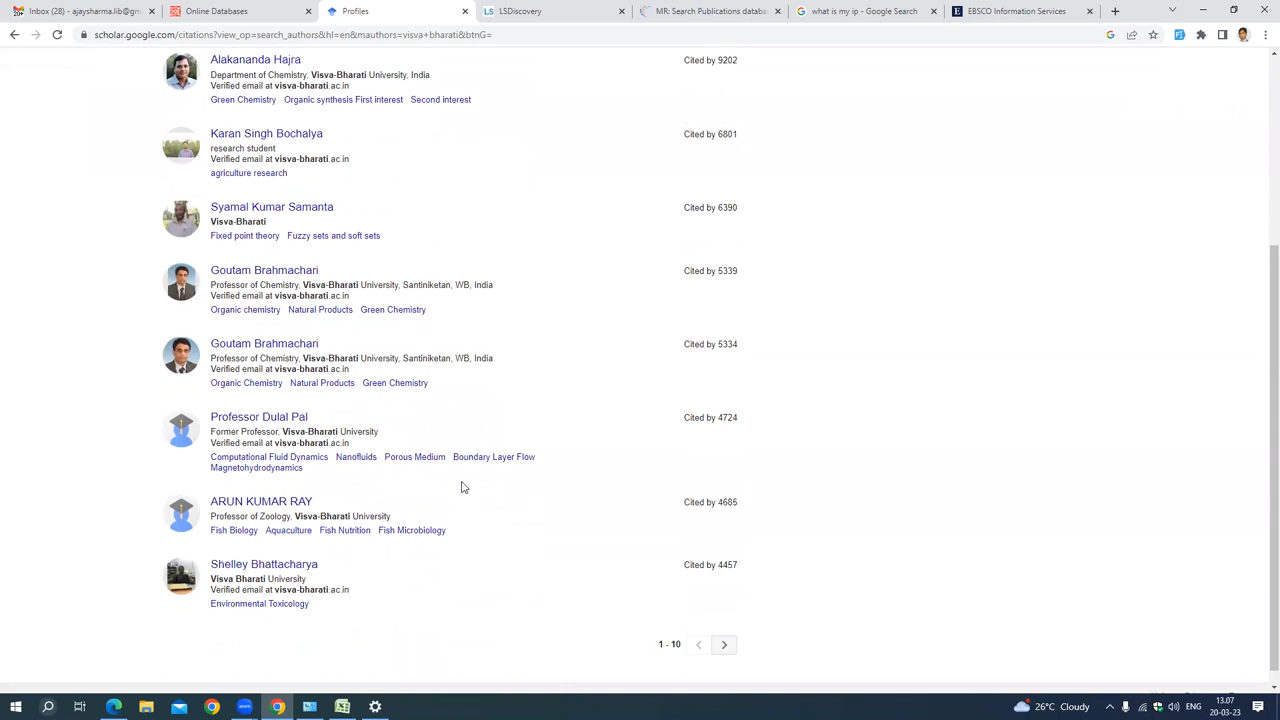 Inbox (28) - ajaysharma.lib@gm
Online Databases
Profiles
LSDiscovery
MR: Search Publications databas
what is my ip - Google Search
EBSCO Information Services
scholar.google.com/citations?view_op=search_authors&hl=en&mauthors=visva+bharati&btnG=
Alakananda Hajra
Cited by 9202
Department of Chemistry, Visva-Bharati University, India
Verified email at visva-bharati.ac.in
Green Chemistry Organic synthesis First interest Second interest
Karan Singh Bochalya
Cited by 6801
research student
Verified email at visva-bharati.ac.in
agriculture research
Syamal Kumar Samanta
Cited by 6390
Visva-Bharati
Fixed point theory Fuzzy sets and soft sets
Goutam Brahmachari
Cited by 5339
Professor of Chemistry, Visva-Bharati University, Santiniketan, WB, India
Verified email at visva-bharati.ac.in
Organic chemistry Natural Products Green Chemistry
Goutam Brahmachari
Cited by 5334
Professor of Chemistry, Visva-Bharati University, Santiniketan, WB, India
Verified email at visva-bharati.ac.in
Organic Chemistry Natural Products Green Chemistry
Professor Dulal Pal
Cited by 4724
Former Professor, Visva-Bharati University
Verified email at visva-bharati.ac.in
Computational Fluid Dynamics Nanofluids Porous Medium Boundary Layer Flow
Magnetohydrodynamics
ARUN KUMAR RAY
Cited by 4685
Professor of Zoology, Visva-Bharati University
Fish Biology Aquaculture Fish Nutrition Fish Microbiology
Shelley Bhattacharya
Cited by 4457
Visva Bharati University
Verified email at visva-bharati.ac.in
Environmental Toxicology
1 - 10
26°C Cloudy
13.07
20-03-23